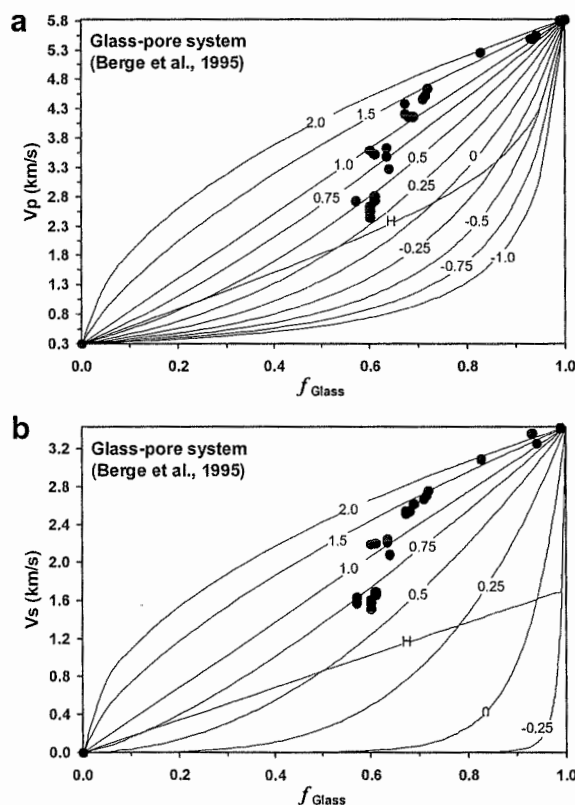 a
Glass-pore system
(Berge et al., 1995)
Vp (km/s)
5.8
5.3
4.8
4.3
3.8
3.3
2.8
2.3
1.8
1.3
0.8
0.3
2.0
1.5
1.0
0.75
0.5
0.25
0
H
-0.25
-0.5
-0.75
-1.0
0.0 0.2 0.4 0.6 0.8 1.0
f Glass
b
Glass-pore system
(Berge et al., 1995)
Vs (km/s)
3.2
2.8
2.4
2.0
1.6
1.2
0.8
0.4
0.0
2.0
1.5
1.0
0.75
0.5
0.25
H
0
-0.25
0.0 0.2 0.4 0.6 0.8 1.0
f Glass